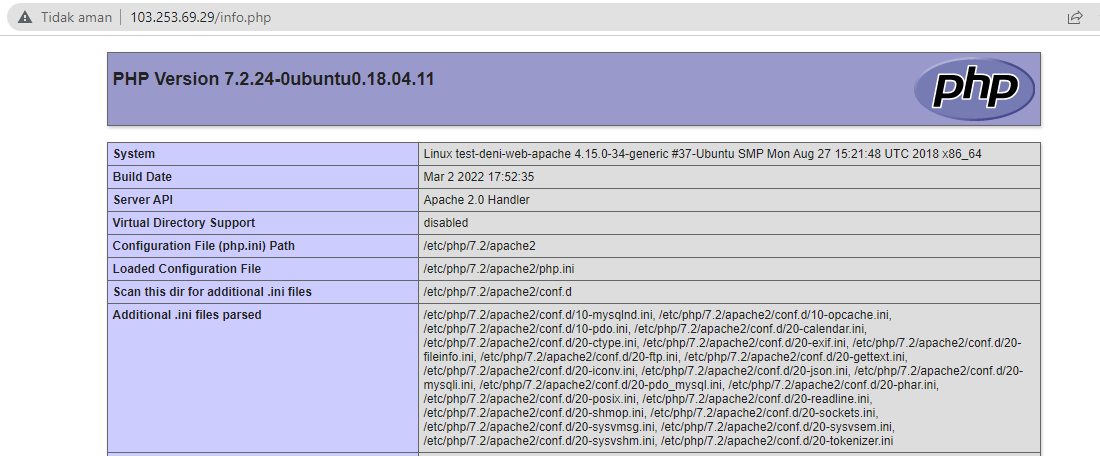 Tidak aman 103.253.69.29/info.php
PHP Version 7.2.24-0ubuntu0.18.04.11
php
System Linux test-deni-web-apache 4.15.0-34-generic #37-Ubuntu SMP Mon Aug 27 15:21:48 UTC 2018 x86_64
Build Date Mar 2 2022 17:52:35
Server API Apache 2.0 Handler
Virtual Directory Support disabled
Configuration File (php.ini) Path /etc/php/7.2/apache2
Loaded Configuration File /etc/php/7.2/apache2/php.ini
Scan this dir for additional .ini files /etc/php/7.2/apache2/conf.d
Additional .ini files parsed /etc/php/7.2/apache2/conf.d/10-mysqlnd.ini, /etc/php/7.2/apache2/conf.d/10-opcache.ini,
/etc/php/7.2/apache2/conf.d/10-pdo.ini, /etc/php/7.2/apache2/conf.d/20-calendar.ini,
/etc/php/7.2/apache2/conf.d/20-ctype.ini, /etc/php/7.2/apache2/conf.d/20-exif.ini, /etc/php/7.2/apache2/conf.d/20-
fileinfo.ini, /etc/php/7.2/apache2/conf.d/20-ftp.ini, /etc/php/7.2/apache2/conf.d/20-gettext.ini,
/etc/php/7.2/apache2/conf.d/20-iconv.ini, /etc/php/7.2/apache2/conf.d/20-json.ini, /etc/php/7.2/apache2/conf.d/20-
mysqli.ini, /etc/php/7.2/apache2/conf.d/20-pdo_mysql.ini, /etc/php/7.2/apache2/conf.d/20-phar.ini,
/etc/php/7.2/apache2/conf.d/20-posix.ini, /etc/php/7.2/apache2/conf.d/20-readline.ini,
/etc/php/7.2/apache2/conf.d/20-shmop.ini, /etc/php/7.2/apache2/conf.d/20-sockets.ini,
/etc/php/7.2/apache2/conf.d/20-sysvmsg.ini, /etc/php/7.2/apache2/conf.d/20-sysvsem.ini,
/etc/php/7.2/apache2/conf.d/20-sysvshm.ini, /etc/php/7.2/apache2/conf.d/20-tokenizer.ini